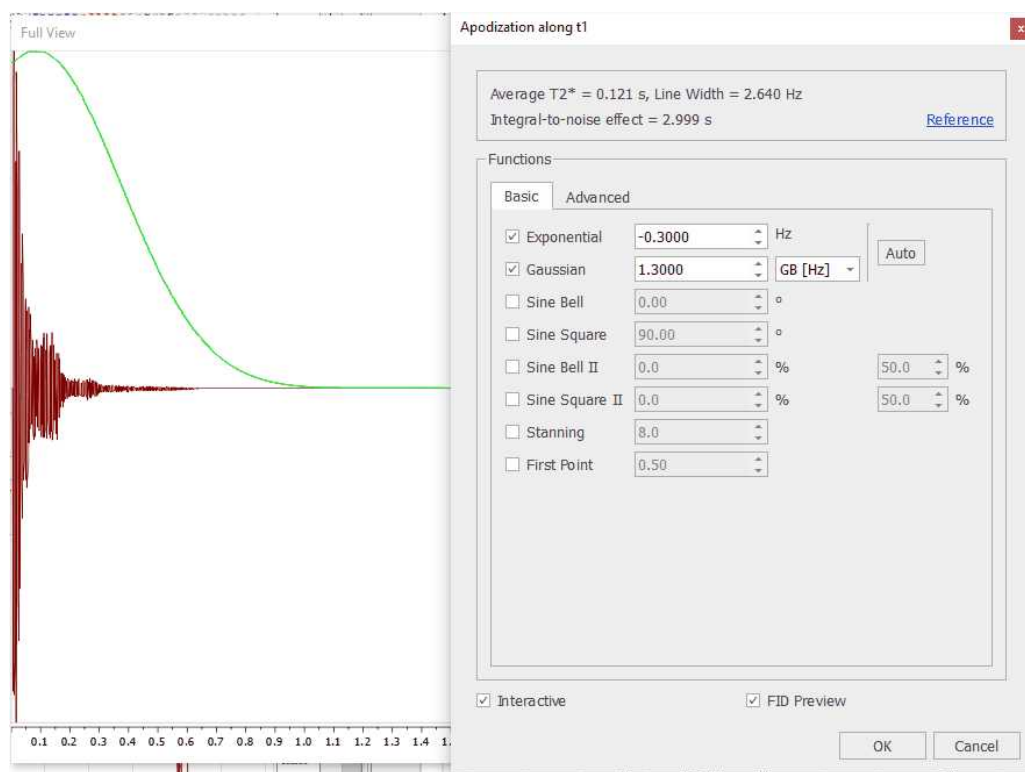 Full View
0.1 0.2 0.3 0.4 0.5 0.6 0.7 0.8 0.9 1.0 1.1 1.2 1.3 1.4 1.
Apodization along t1
x
Average T2* = 0.121 s, Line Width = 2.640 Hz
Integral-to-noise effect = 2.999 s
Reference
Functions
Basic Advanced
Exponential -0.3000 Hz
Auto
Gaussian 1.3000 GB [Hz]
Sine Bell 0.00 °
Sine Square 90.00 °
Sine Bell II 0.0 % 50.0 %
Sine Square II 0.0 % 50.0 %
Stanning 8.0
First Point 0.50
Interactive FID Preview
OK Cancel